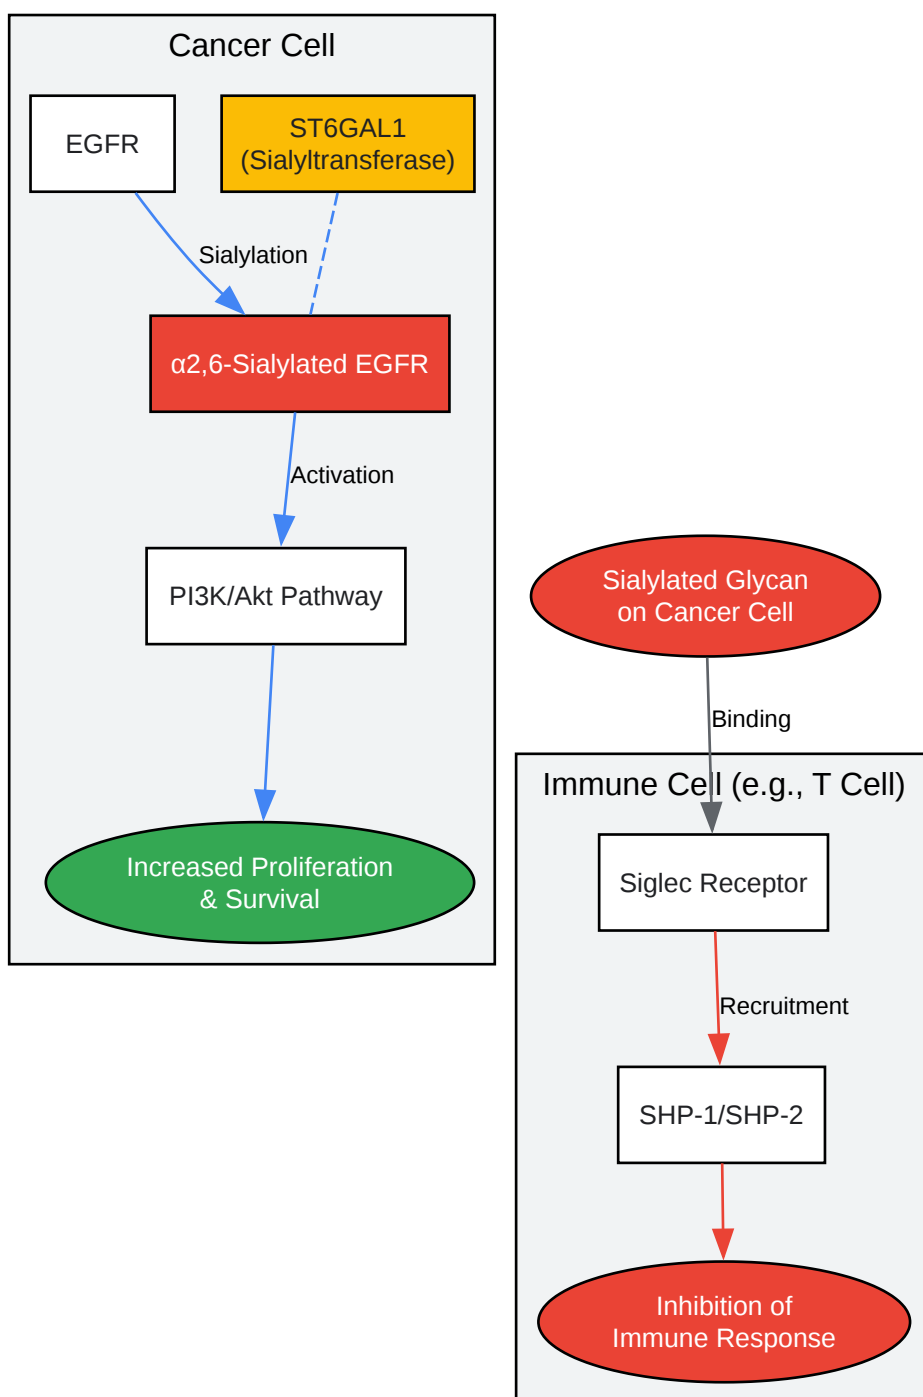 Cancer Cell
EGFR
ST6GAL1
(Sialyltransferase)
Sialylation
α2,6-Sialylated EGFR
Activation
PI3K/Akt Pathway
Increased Proliferation
& Survival
Sialylated Glycan
on Cancer Cell
Binding
Immune Cell (e.g., T Cell)
Siglec Receptor
Recruitment
SHP-1/SHP-2
Inhibition of
Immune Response